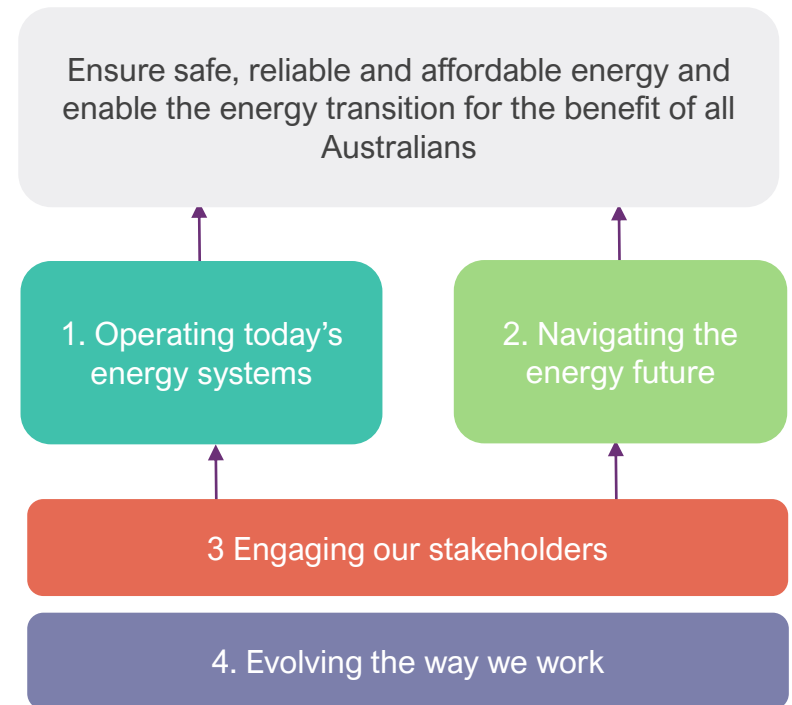 Ensure safe, reliable and affordable energy and
enable the energy transition for the benefit of all
Australians
1. Operating today’s
energy systems
2. Navigating the
energy future
3 Engaging our stakeholders
4. Evolving the way we work